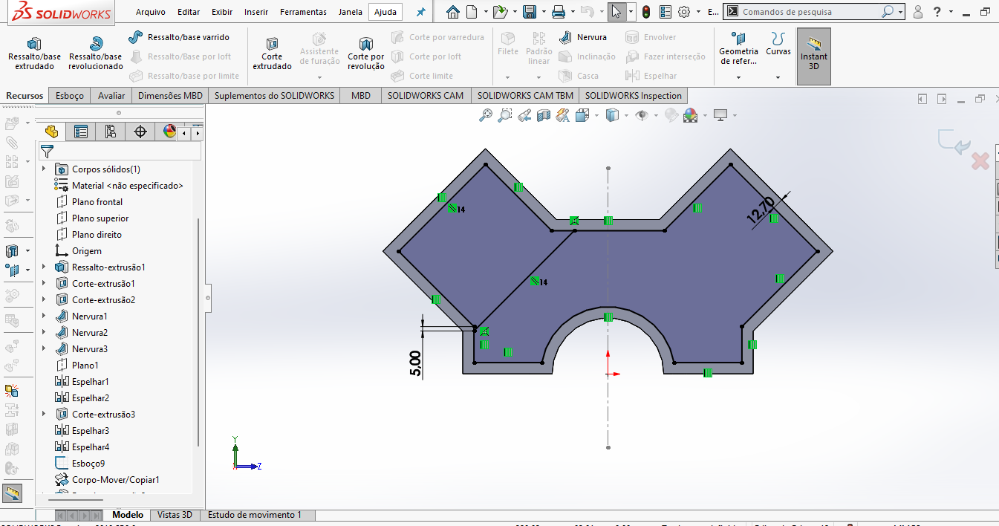 SOLIDWORKS
Arquivo Editar Exibir Inserir Ferramentas Janela Ajuda
E...
Comandos de pesquisa
?
Ressalto/base extrudado
Ressalto/base revolucionado
Ressalto/base varrido
Ressalto/Base por loft
Ressalto/base por limite
Corte extrudado
Assistente de furação
Corte por revolução
Corte por varredura
Corte por loft
Corte limite
Filete
Padrão linear
Nervura
Inclinação
Casca
Envolver
Fazer interseção
Espelhar
Geometria de refer...
Curvas
Instant 3D
Recursos Esboço Avaliar Dimensões MBD Suplementos do SOLIDWORKS MBD SOLIDWORKS CAM SOLIDWORKS CAM TBM SOLIDWORKS Inspection
Corpos sólidos(1)
Material <não especificado>
Plano frontal
Plano superior
Plano direito
Origem
Ressalto-extrusão1
Corte-extrusão1
Corte-extrusão2
Nervura1
Nervura2
Nervura3
Plano1
Espelhar1
Espelhar2
Corte-extrusão3
Espelhar3
Espelhar4
Esboço9
Corpo-Mover/Copiar1
14
12,70
14
5,00
Y
Z
Modelo Vistas 3D Estudo de movimento 1